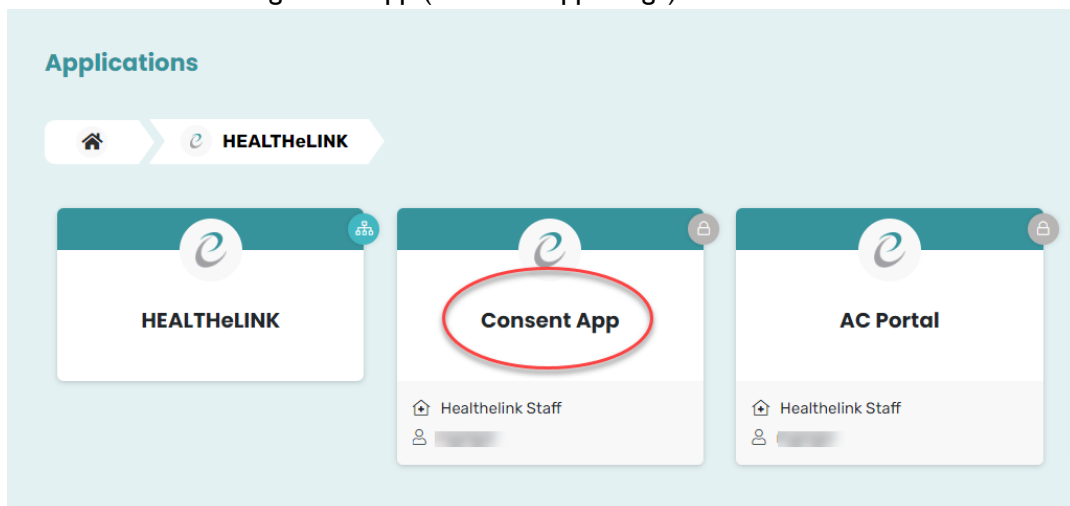 Applications
HEALTHeLINK
HEALTHeLINK
Consent App
AC Portal
Healthelink Staff
Healthelink Staff